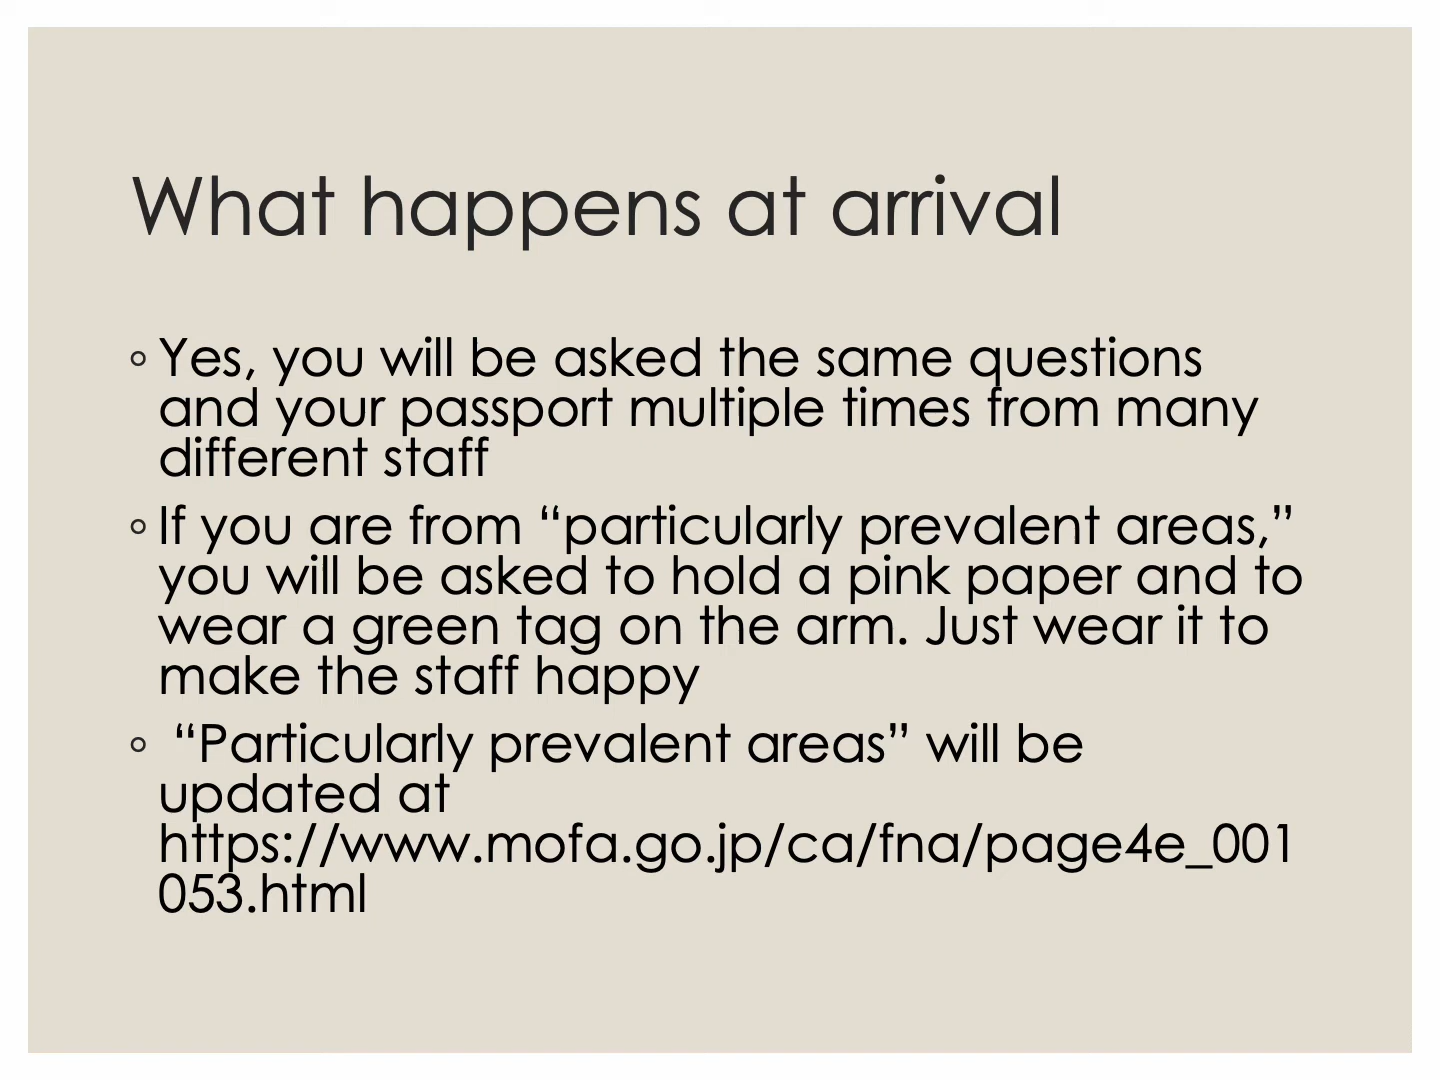 What happens at arrival
◦ Yes, you will be asked the same questions
and your passport multiple times from many
different staff
◦ If you are from “particularly prevalent areas,”
you will be asked to hold a pink paper and to
wear a green tag on the arm. Just wear it to
make the staff happy
◦ “Particularly prevalent areas” will be
updated at
https://www.mofa.go.jp/ca/fna/page4e_001
053.html